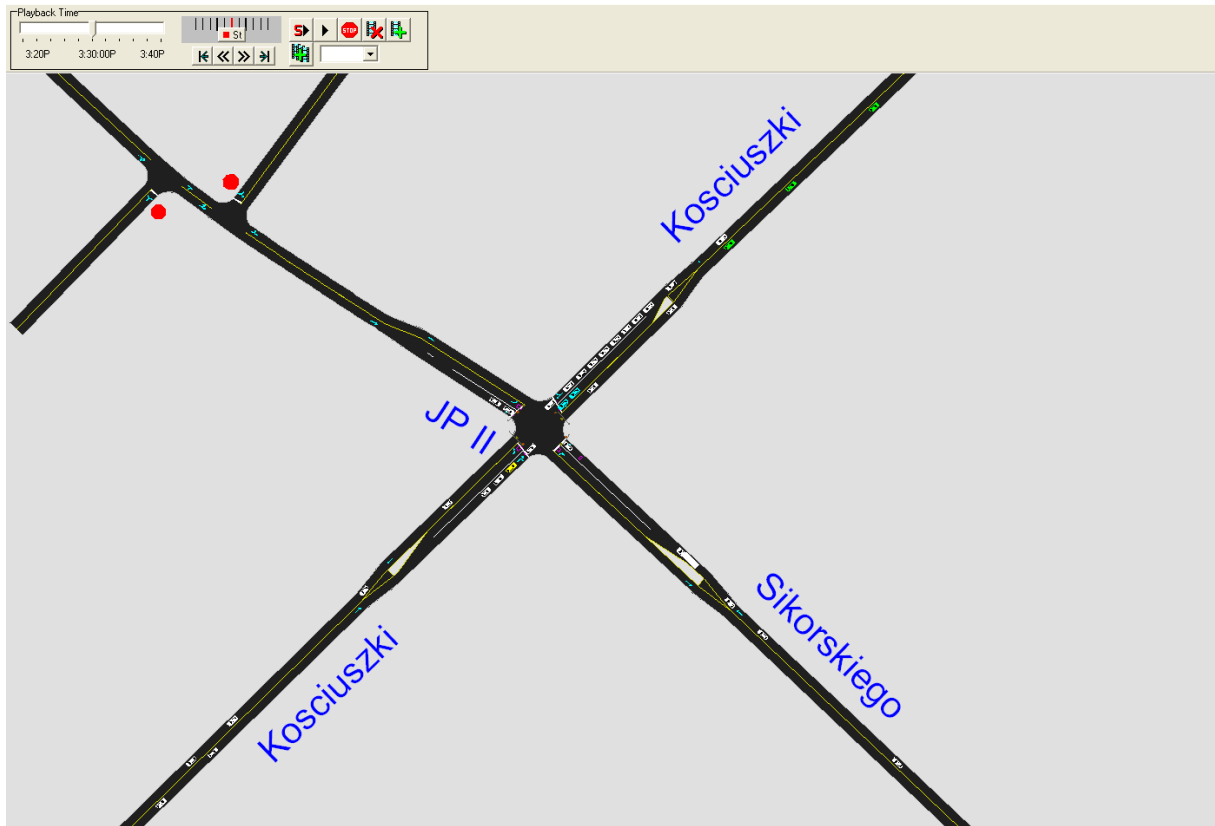 Playback Time
St
S
STOP
3:20P 3:30:00P 3:40P
Kosciuszki
JP II
Sikorskiego
Kosciuszki